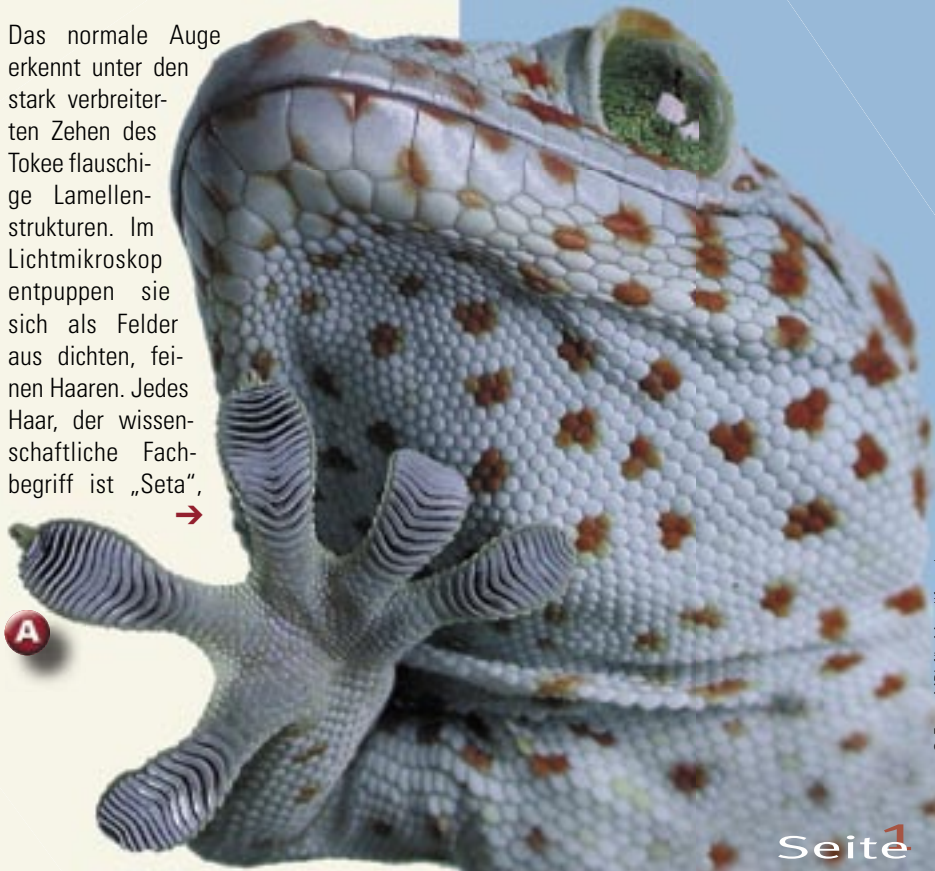 Das normale Auge
erkennt unter den
stark verbreiter-
ten Zehen des
Tokee flauschi-
ge Lamellen-
strukturen. Im
Lichtmikroskop
entpuppen sie
sich als Felder
aus dichten, fei-
nen Haaren. Jedes
Haar, der wissen-
schaftliche Fach-
begriff ist „Seta“,
➔
A
Seite 1